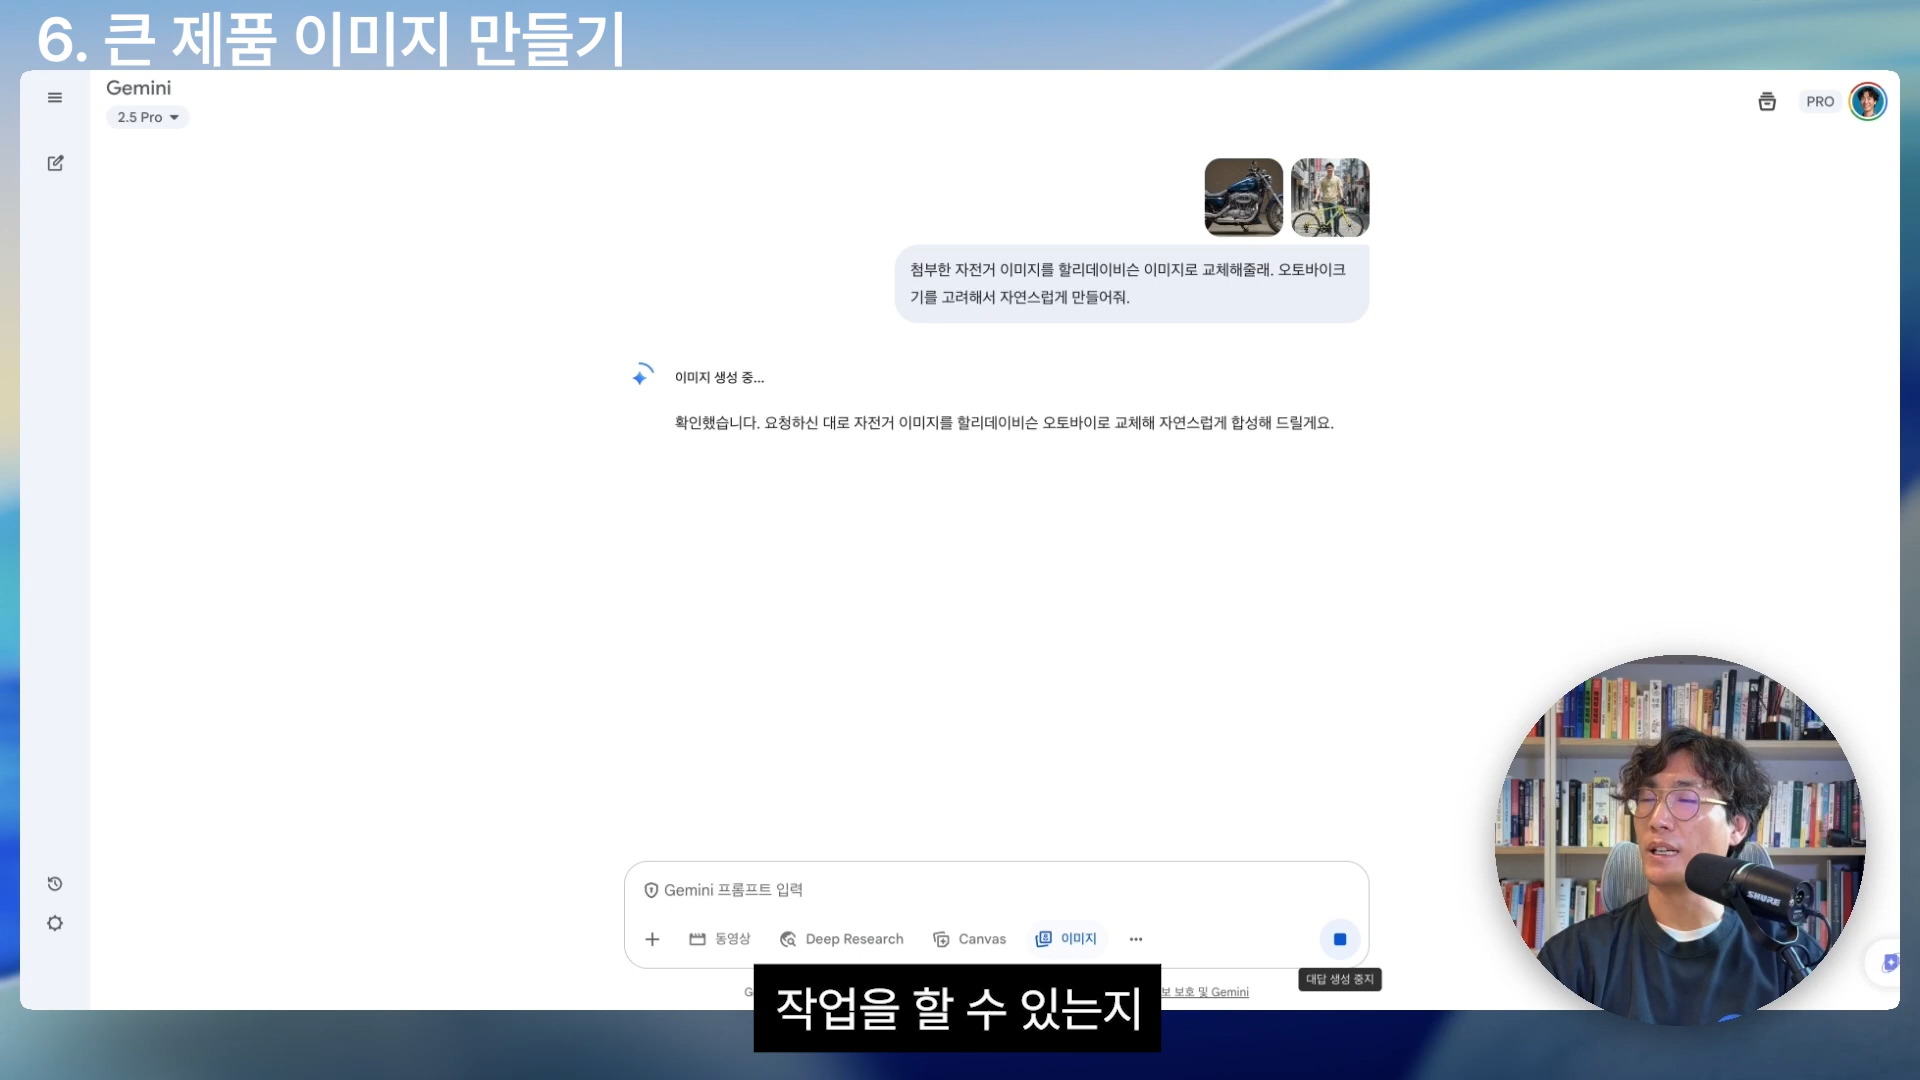 6. 큰 제품 이미지 만들기
Gemini
2.5 Pro
PRO
첨부한 자전거 이미지를 할리데이비슨 이미지로 교체해줄래. 오토바이크
기를 고려해서 자연스럽게 만들어줘.
이미지 생성 중...
확인했습니다. 요청하신 대로 자전거 이미지를 할리데이비슨 오토바이로 교체해 자연스럽게 합성해 드릴게요.
Gemini 프롬프트 입력
동영상
Deep Research
Canvas
이미지
대답 생성 중지
보 보호 및 Gemini
작업을 할 수 있는지
SHURE